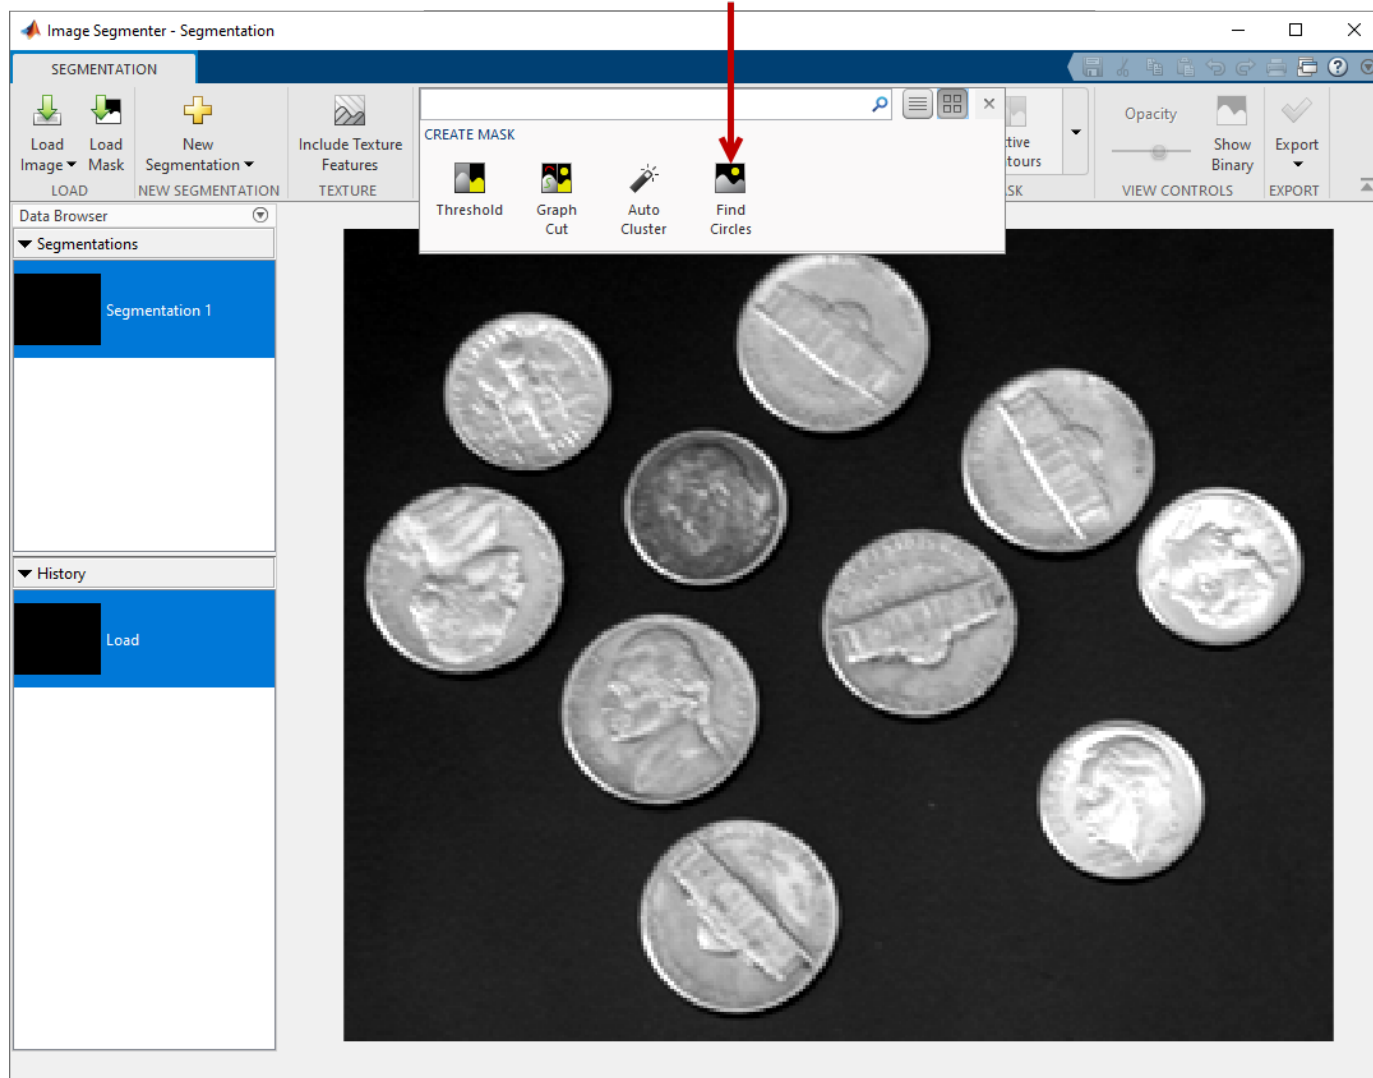 Image Segmenter - Segmentation
SEGMENTATION
Load Image
Load Mask
LOAD
New Segmentation
NEW SEGMENTATION
Include Texture Features
TEXTURE
CREATE MASK
Threshold
Graph Cut
Auto Cluster
Find Circles
tive
tours
SK
Opacity
Show Binary
VIEW CONTROLS
Export
EXPORT
Data Browser
Segmentations
Segmentation 1
History
Load